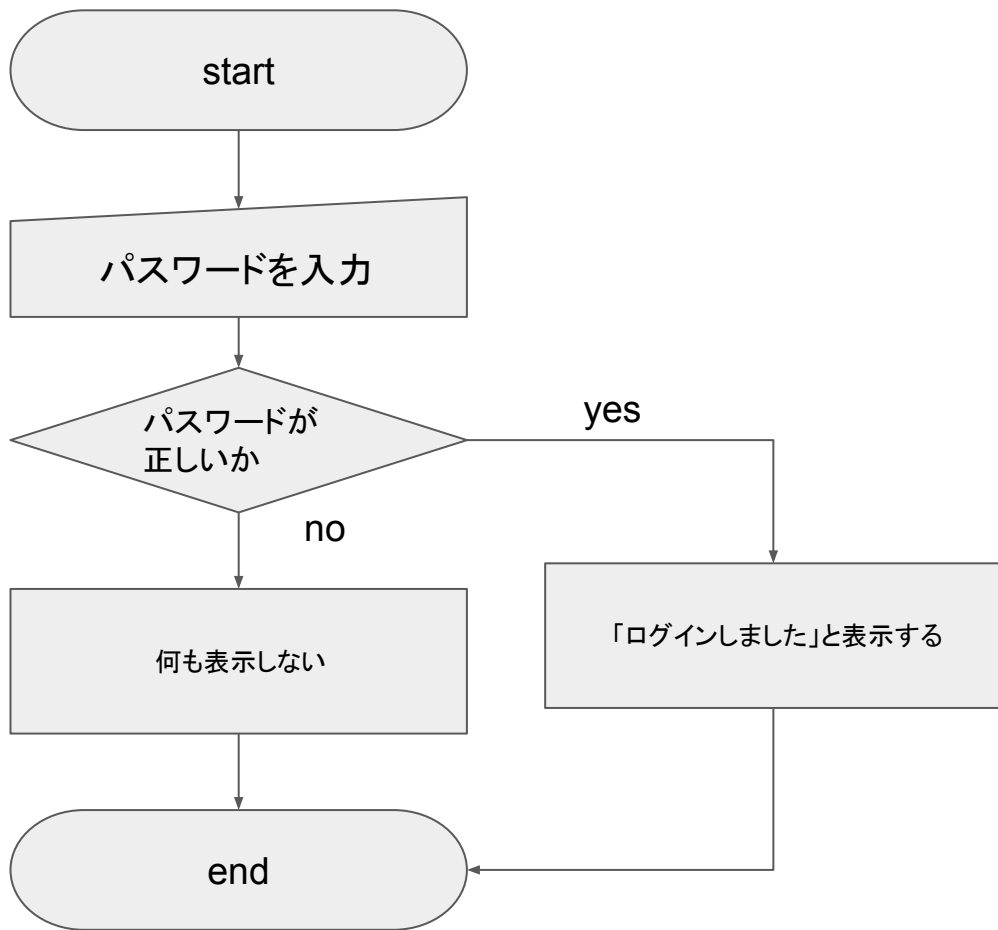 start
パスワードを入力
パスワードが
正しいか
yes
no
「ログインしました」と表示する
何も表示しない
end